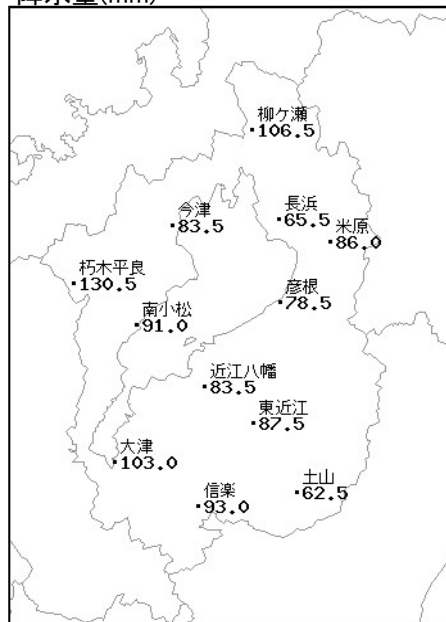 降水量(mm)
柳ケ瀬
106.5
今津
83.5
長浜
65.5
米原
86.0
朽木平良
130.5
彦根
78.5
南小松
91.0
近江八幡
83.5
東近江
87.5
大津
103.0
土山
62.5
信楽
93.0